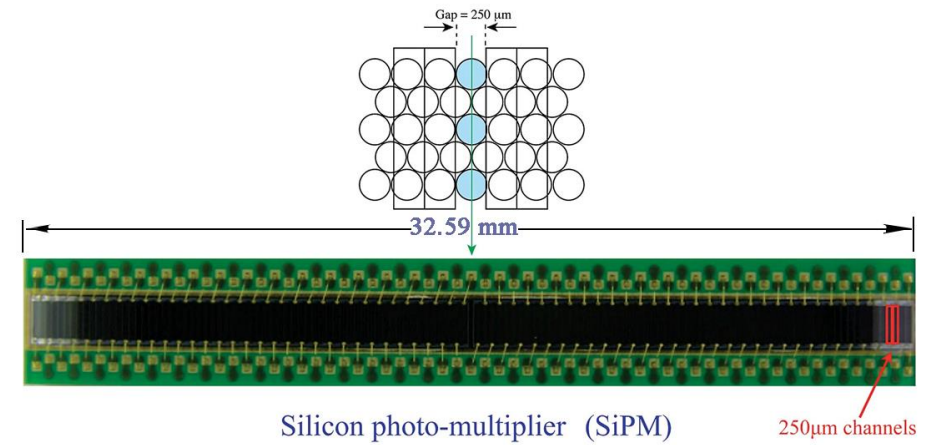 Gap = 250 μm
32.59 mm
Silicon photo-multiplier (SiPM)
250μm channels